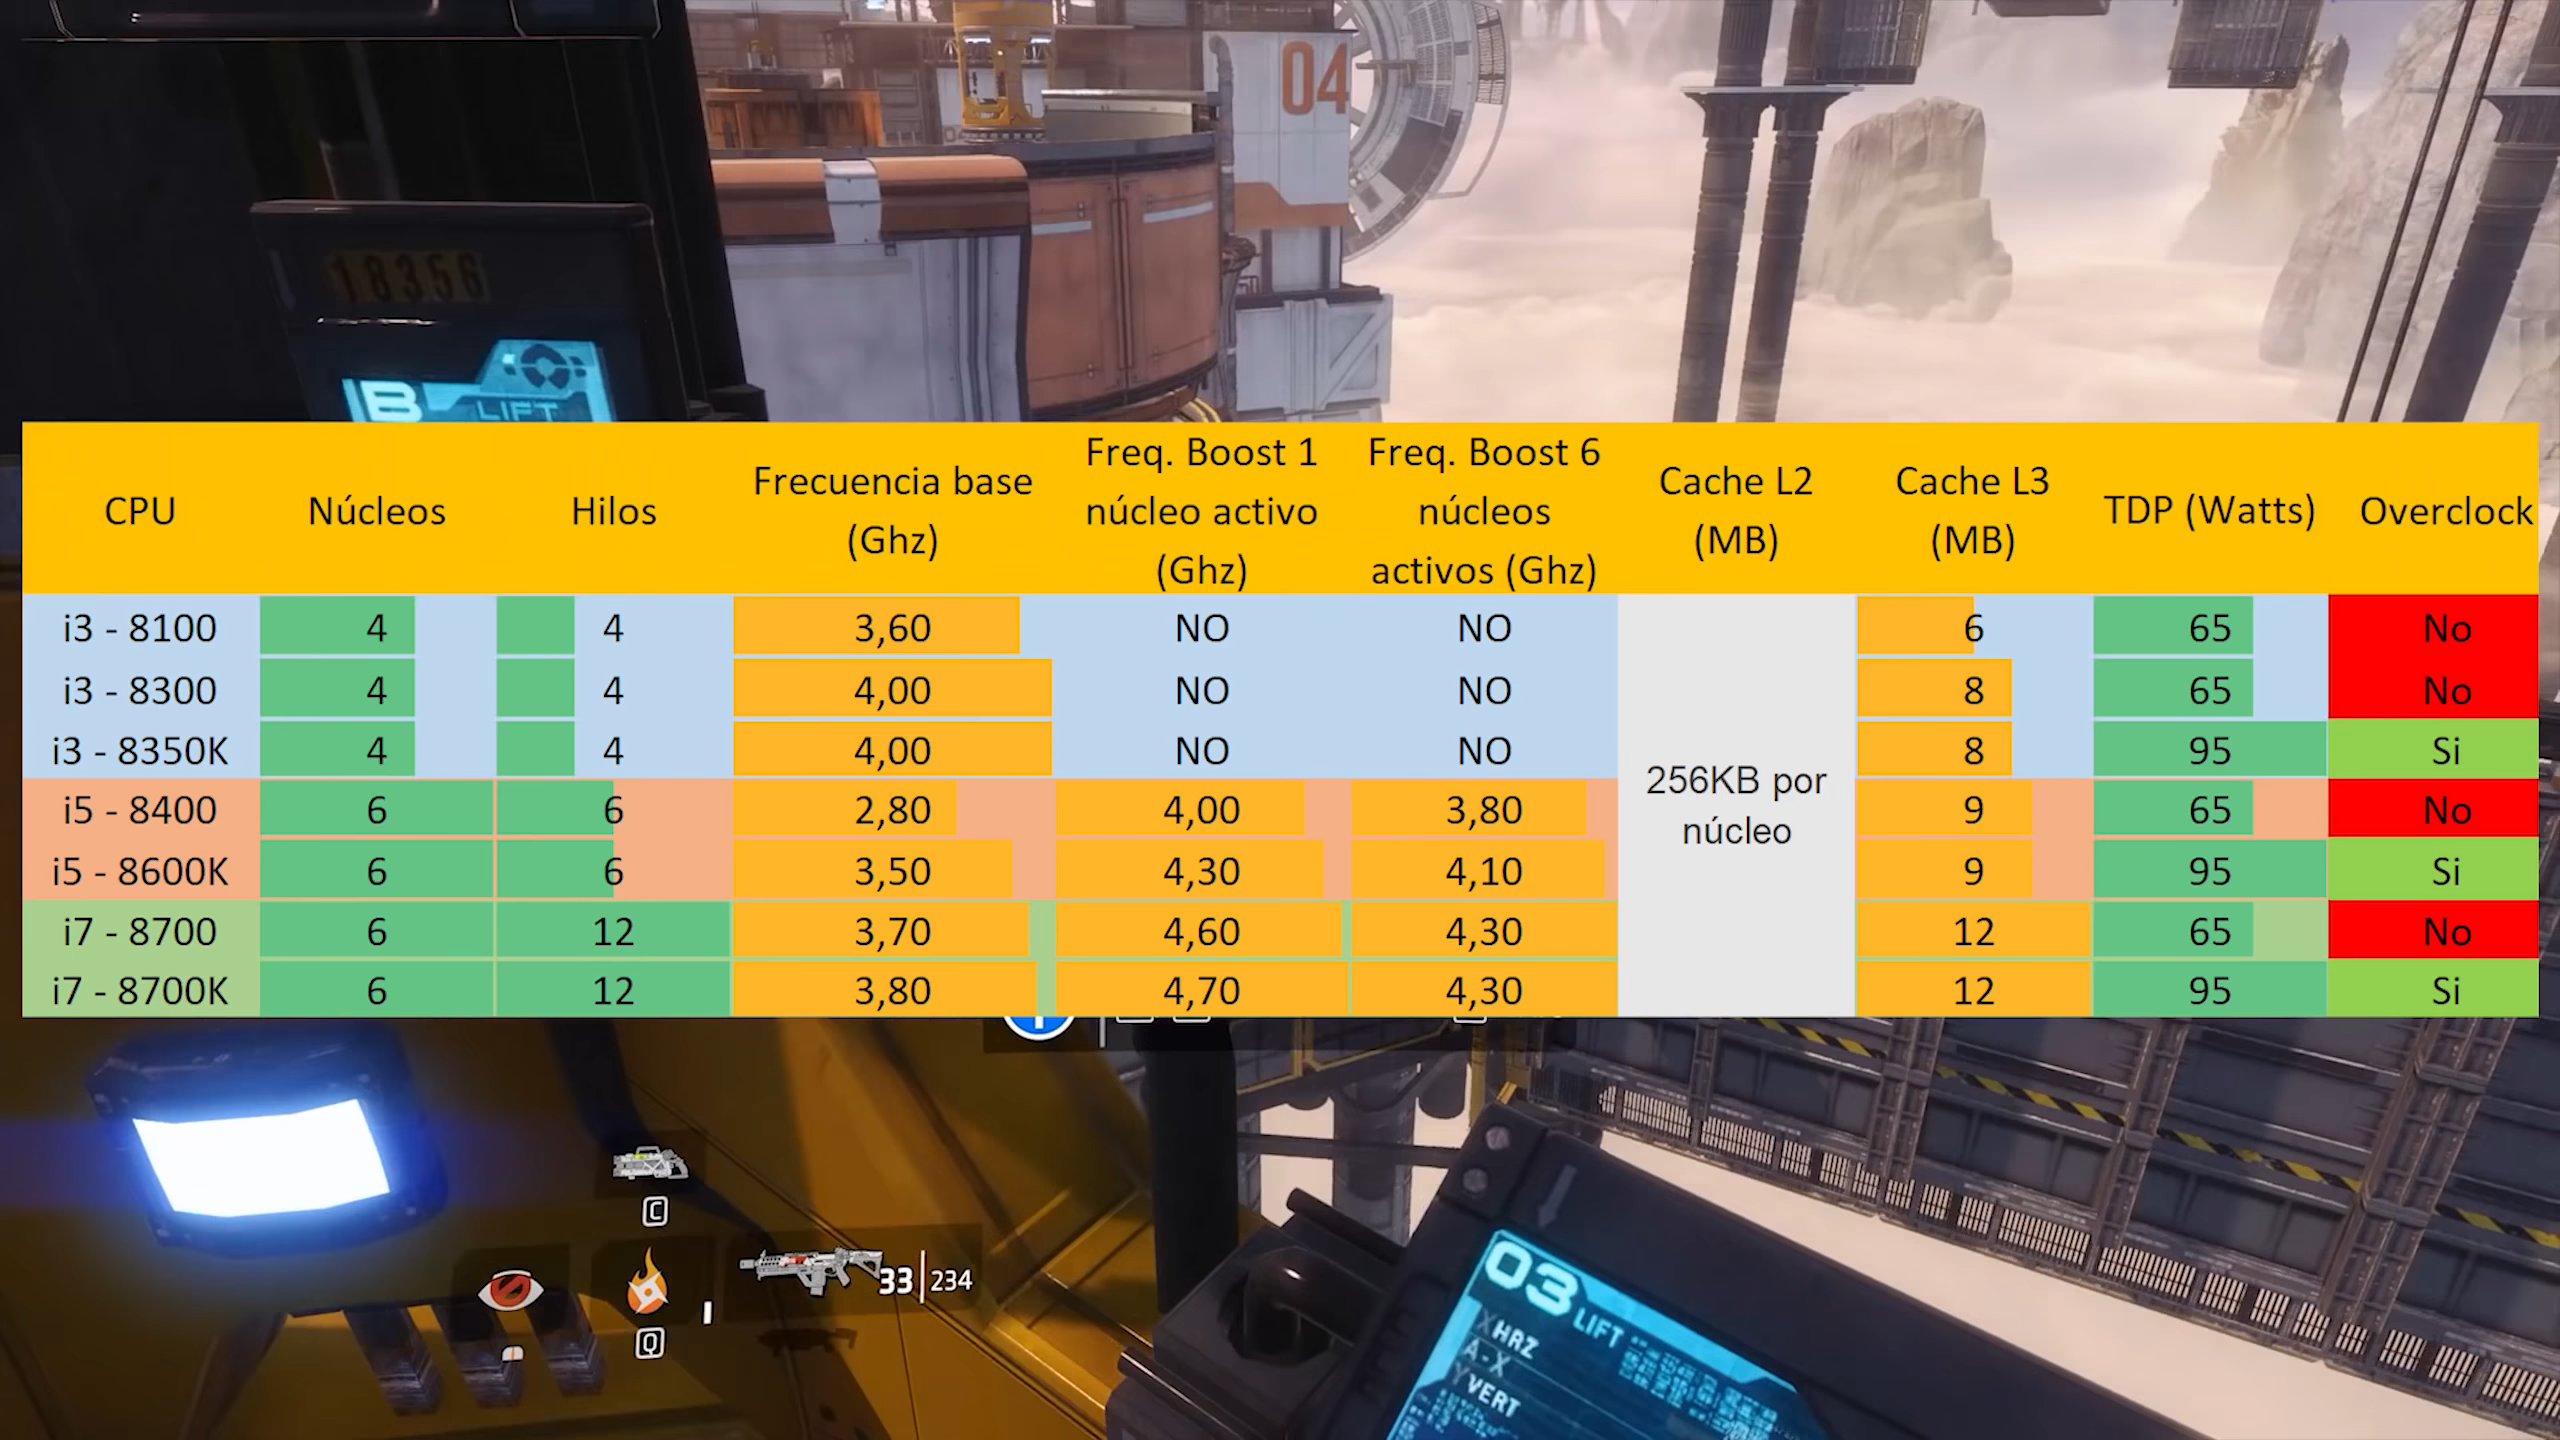 04
18356
B LIFT
CPU Núcleos Hilos Frecuencia base (Ghz) Freq. Boost 1 núcleo activo (Ghz) Freq. Boost 6 núcleos activos (Ghz) Cache L2 (MB) Cache L3 (MB) TDP (Watts) Overclock
i3 - 8100 4 4 3,60 NO NO 6 65 No
i3 - 8300 4 4 4,00 NO NO 8 65 No
i3 - 8350K 4 4 4,00 NO NO 8 95 Si
256KB por núcleo
i5 - 8400 6 6 2,80 4,00 3,80 9 65 No
i5 - 8600K 6 6 3,50 4,30 4,10 9 95 Si
i7 - 8700 6 12 3,70 4,60 4,30 12 65 No
i7 - 8700K 6 12 3,80 4,70 4,30 12 95 Si
C
33 234
Q
03 LIFT
XHRZ
A-X
YVERT